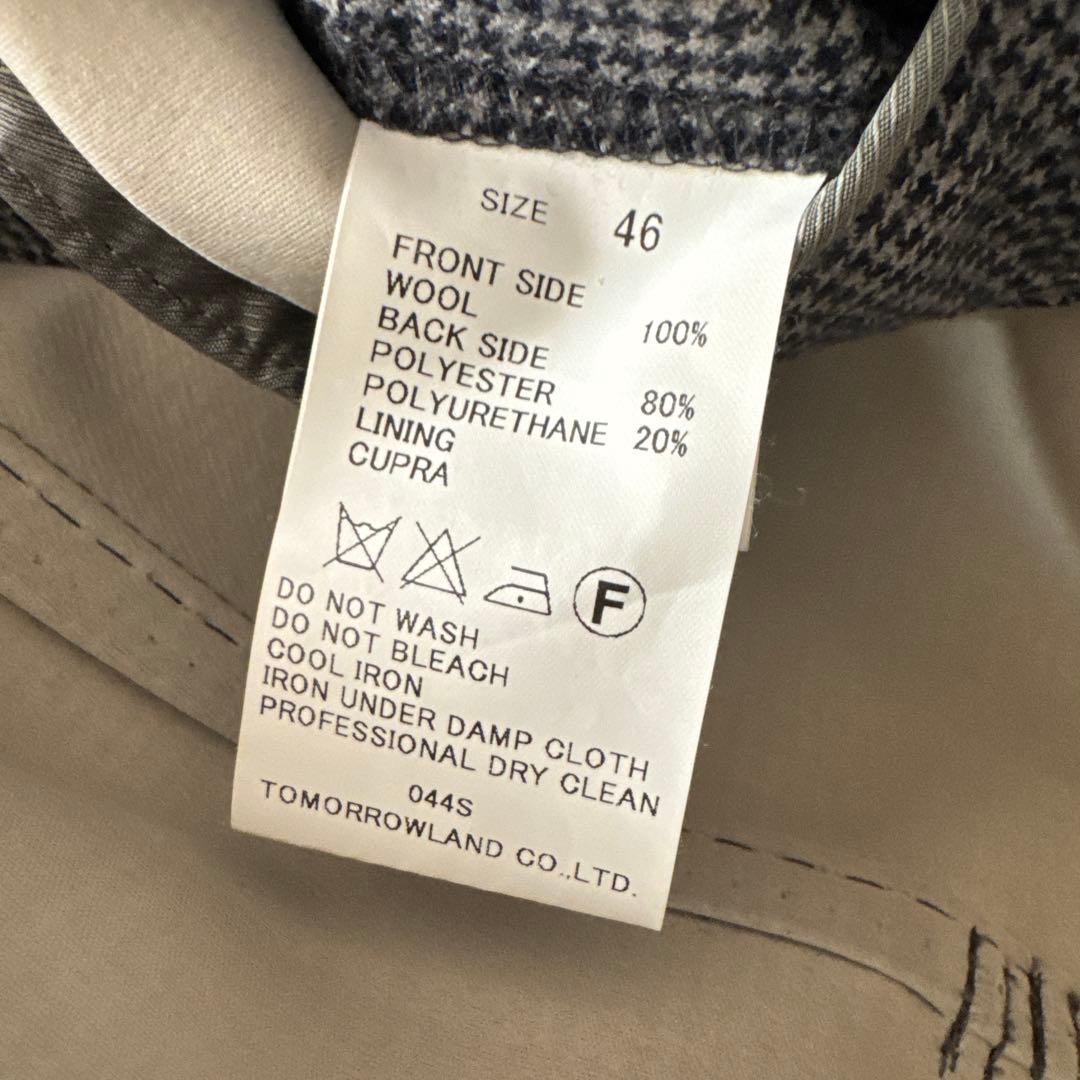 SIZE 46
FRONT SIDE
WOOL 100%
BACK SIDE
POLYESTER 80%
POLYURETHANE 20%
LINING
CUPRA
F
DO NOT WASH
DO NOT BLEACH
COOL IRON
IRON UNDER DAMP CLOTH
PROFESSIONAL DRY CLEAN
044S
TOMORROWLAND CO.,LTD.